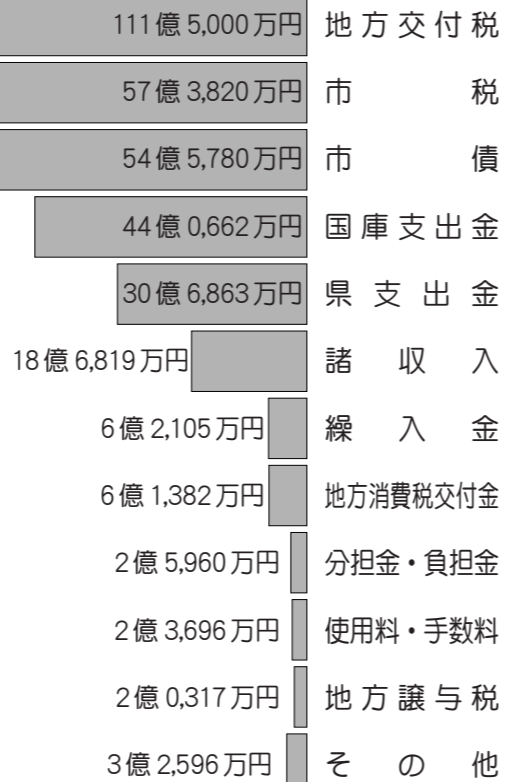 111億5,000万円 地方交付税
57億3,820万円 市税
54億5,780万円 市債
44億0,662万円 国庫支出金
30億6,863万円 県支出金
18億6,819万円 諸収入
6億2,105万円 繰入金
6億1,382万円 地方消費税交付金
2億5,960万円 分担金・負担金
2億3,696万円 使用料・手数料
2億0,317万円 地方譲与税
3億2,596万円 その他